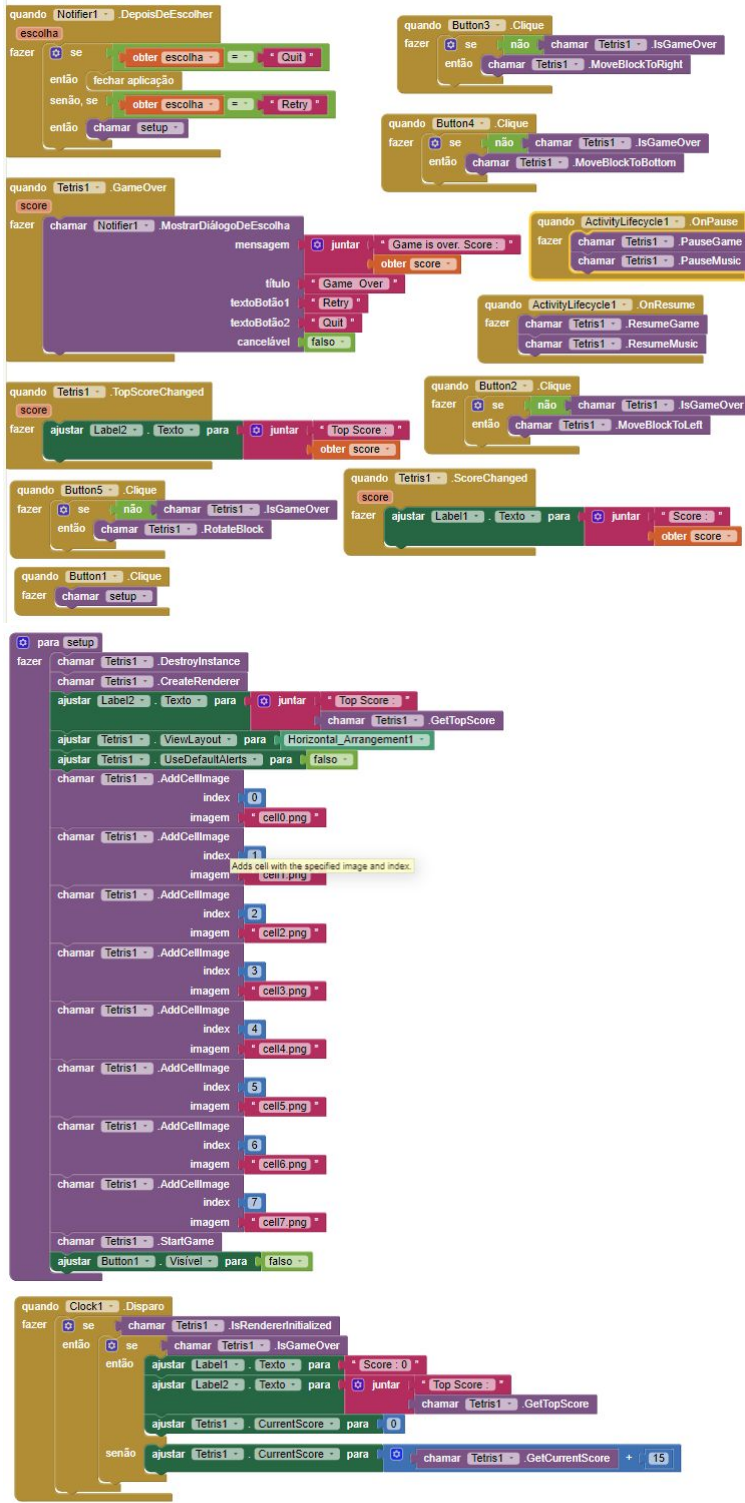 quando Notifier1 .DepoisDeEscolher
escolha
fazer se obter escolha = " Quit "
então fechar aplicação
senão, se obter escolha = " Retry "
então chamar setup
quando Button3 .Clique
fazer se não chamar Tetris1 .IsGameOver
então chamar Tetris1 .MoveBlockToRight
quando Button4 .Clique
fazer se não chamar Tetris1 .IsGameOver
então chamar Tetris1 .MoveBlockToBottom
quando Tetris1 .GameOver
score
fazer chamar Notifier1 .MostrarDiálogoDeEscolha
mensagem juntar " Game is over. Score : "
obter score
título " Game Over "
textoBotão1 " Retry "
textoBotão2 " Quit "
cancelável falso
quando ActivityLifecycle1 .OnPause
fazer chamar Tetris1 .PauseGame
chamar Tetris1 .PauseMusic
quando ActivityLifecycle1 .OnResume
fazer chamar Tetris1 .ResumeGame
chamar Tetris1 .ResumeMusic
quando Tetris1 .TopScoreChanged
score
fazer ajustar Label2 . Texto para juntar " Top Score : "
obter score
quando Button2 .Clique
fazer se não chamar Tetris1 .IsGameOver
então chamar Tetris1 .MoveBlockToLeft
quando Button5 .Clique
fazer se não chamar Tetris1 .IsGameOver
então chamar Tetris1 .RotateBlock
quando Tetris1 .ScoreChanged
score
fazer ajustar Label1 . Texto para juntar " Score : "
obter score
quando Button1 .Clique
fazer chamar setup
para setup
fazer chamar Tetris1 .DestroyInstance
chamar Tetris1 .CreateRenderer
ajustar Label2 . Texto para juntar " Top Score : "
chamar Tetris1 .GetTopScore
ajustar Tetris1 . ViewLayout para Horizontal_Arrangement1
ajustar Tetris1 . UseDefaultAlerts para falso
chamar Tetris1 .AddCellImage
index 0
imagem " cell0.png "
chamar Tetris1 .AddCellImage
index 1
Adds cell with the specified image and index.
imagem " cell1.png "
chamar Tetris1 .AddCellImage
index 2
imagem " cell2.png "
chamar Tetris1 .AddCellImage
index 3
imagem " cell3.png "
chamar Tetris1 .AddCellImage
index 4
imagem " cell4.png "
chamar Tetris1 .AddCellImage
index 5
imagem " cell5.png "
chamar Tetris1 .AddCellImage
index 6
imagem " cell6.png "
chamar Tetris1 .AddCellImage
index 7
imagem " cell7.png "
chamar Tetris1 .StartGame
ajustar Button1 . Visível para falso
quando Clock1 .Disparo
fazer se chamar Tetris1 .IsRendererInitialized
então se chamar Tetris1 .IsGameOver
então ajustar Label1 . Texto para " Score : 0 "
ajustar Label2 . Texto para juntar " Top Score : "
chamar Tetris1 .GetTopScore
ajustar Tetris1 . CurrentScore para 0
senão ajustar Tetris1 . CurrentScore para chamar Tetris1 .GetCurrentScore + 15